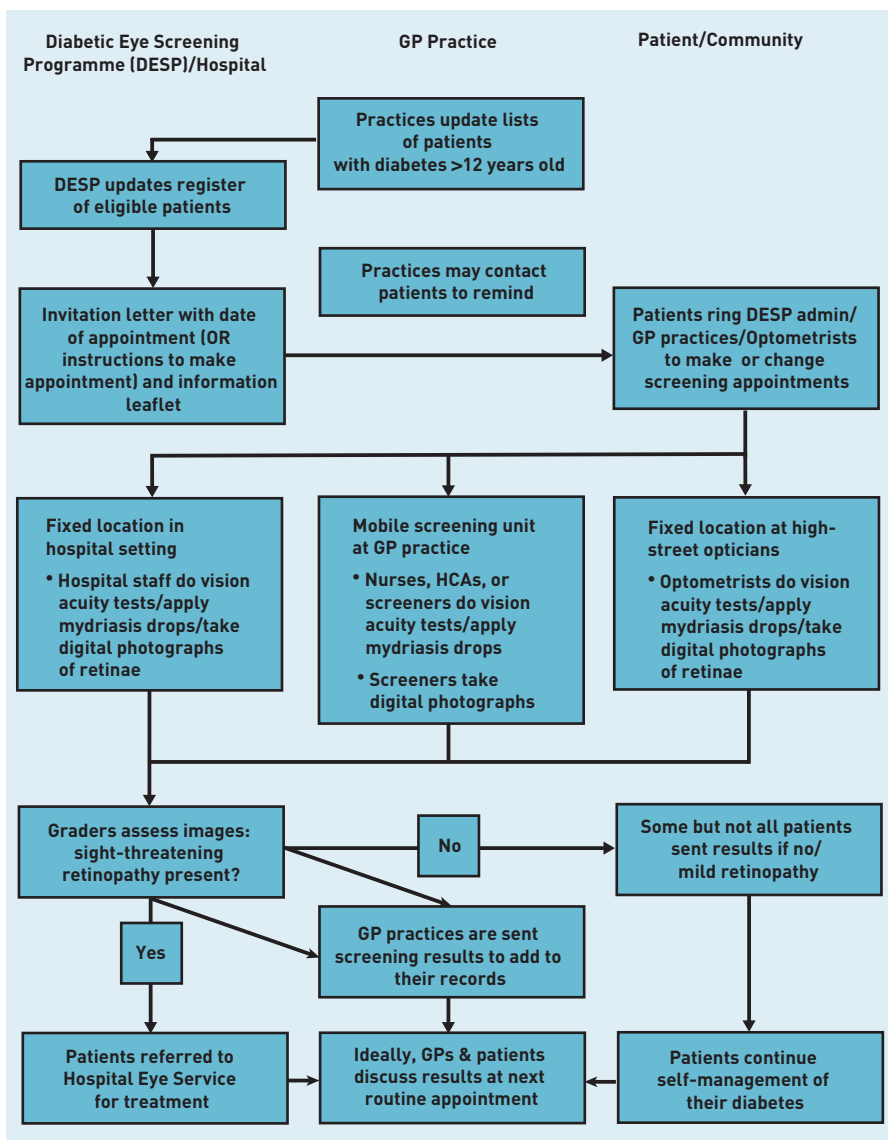 Diabetic Eye Screening
Programme (DESP)/Hospital
GP Practice
Patient/Community
Practices update lists
of patients
with diabetes >12 years old
DESP updates register
of eligible patients
Practices may contact
patients to remind
Invitation letter with date
of appointment (OR
instructions to make
appointment) and information
leaflet
Patients ring DESP admin/
GP practices/Optometrists
to make or change
screening appointments
Fixed location in
hospital setting
• Hospital staff do vision
acuity tests/apply
mydriasis drops/take
digital photographs
of retinae
Mobile screening unit
at GP practice
• Nurses, HCAs, or
screeners do vision
acuity tests/apply
mydriasis drops
• Screeners take
digital photographs
Fixed location at high-
street opticians
• Optometrists do vision
acuity tests/apply
mydriasis drops/take
digital photographs
of retinae
Graders assess images:
sight-threatening
retinopathy present?
No
Some but not all patients
sent results if no/
mild retinopathy
Yes
GP practices are sent
screening results to add to
their records
Patients referred to
Hospital Eye Service
for treatment
Ideally, GPs & patients
discuss results at next
routine appointment
Patients continue
self-management of
their diabetes